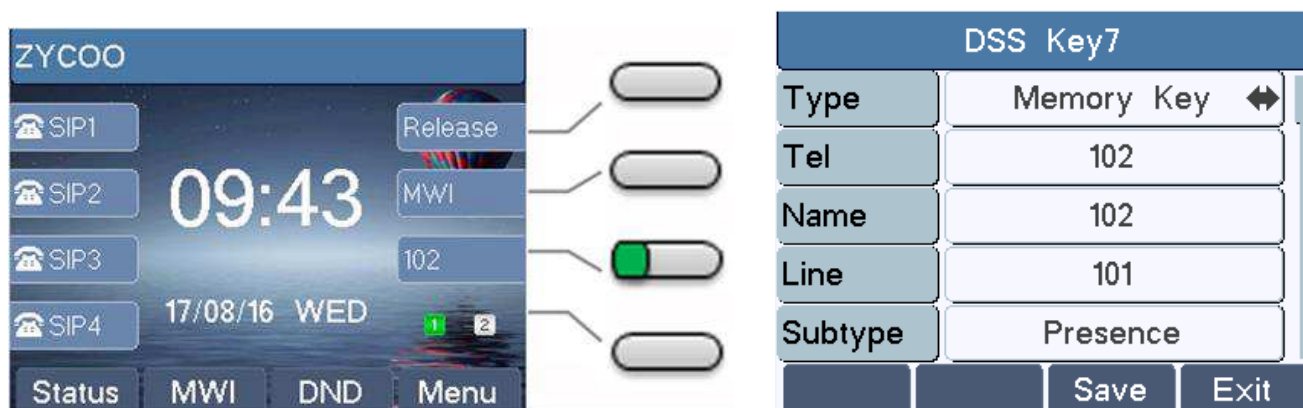 ZYCOO
SIP1
Release
SIP2
09:43
MWI
SIP3
102
SIP4
17/08/16 WED
1 2
Status MWI DND Menu
DSS Key7
Type Memory Key
Tel 102
Name 102
Line 101
Subtype Presence
Save Exit